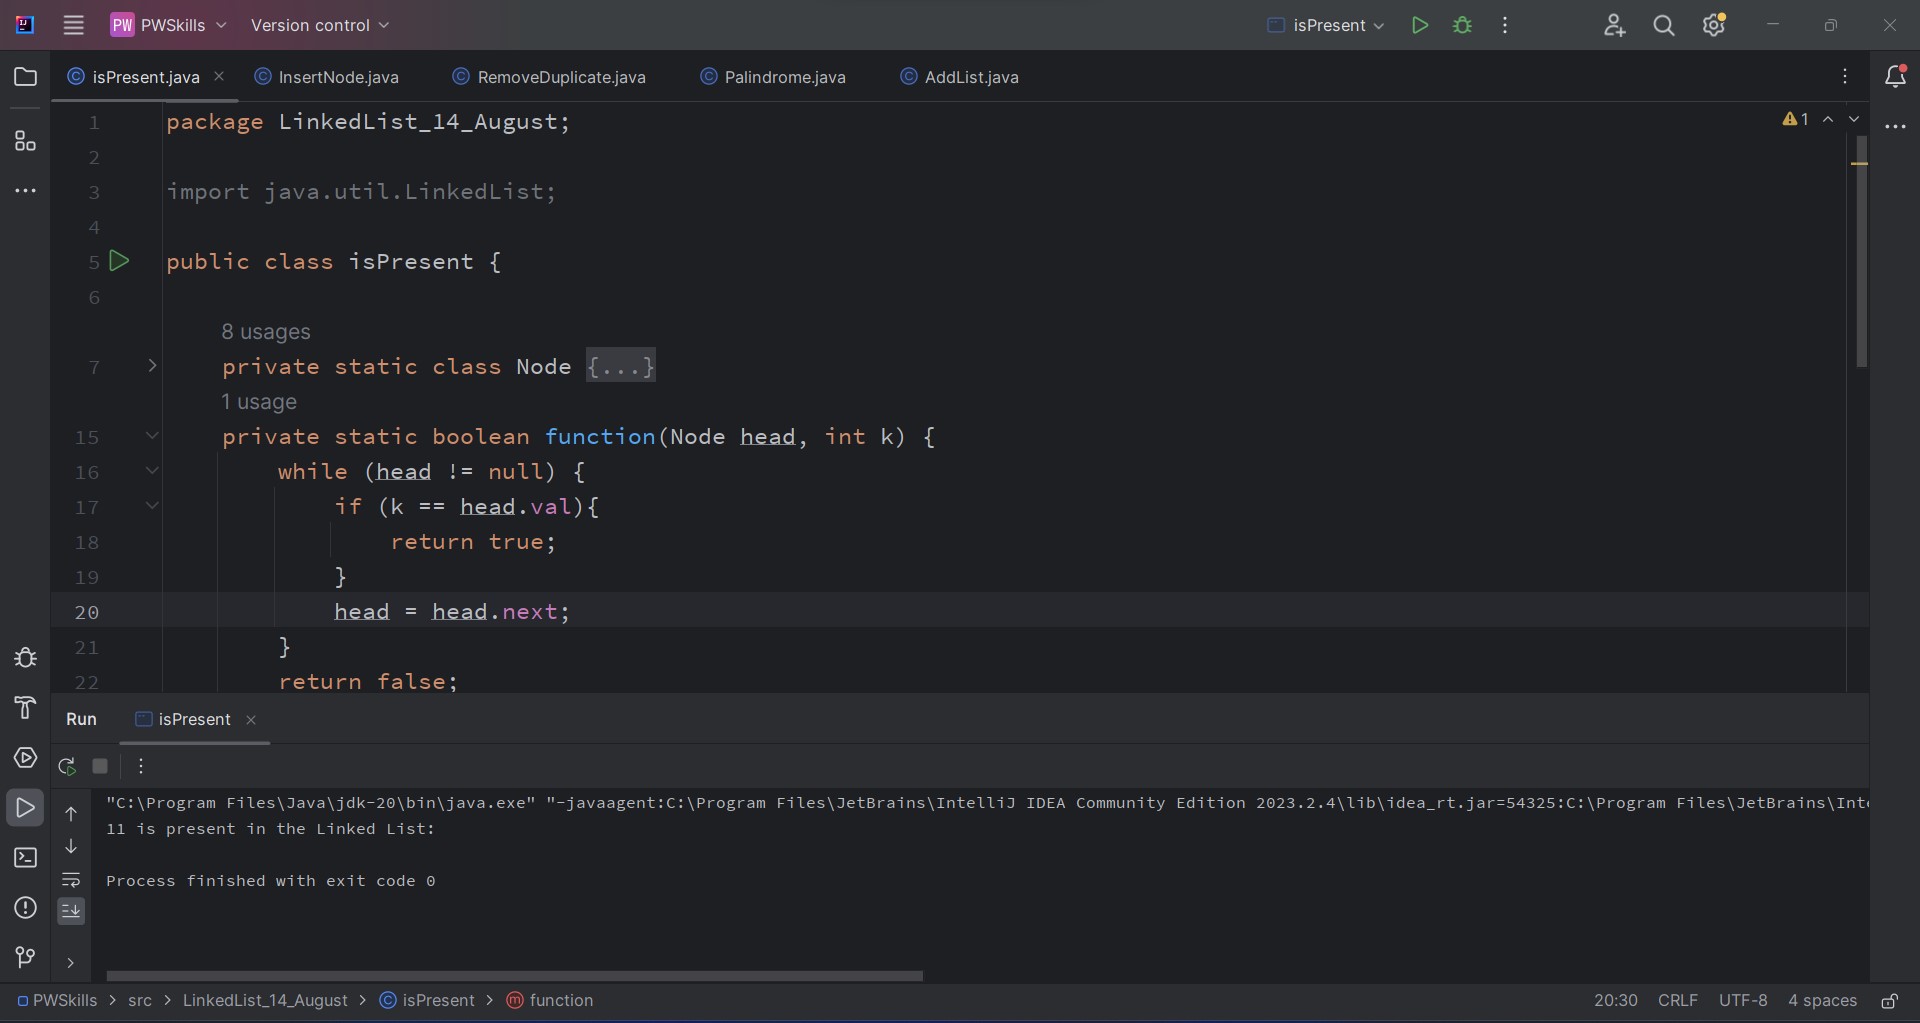 PW PWSkills Version control isPresent
isPresent.java InsertNode.java RemoveDuplicate.java Palindrome.java AddList.java
1 package LinkedList_14_August; 1
2
3 import java.util.LinkedList;
4
5 public class isPresent {
6
8 usages
7 private static class Node {...}
1 usage
15 private static boolean function(Node head, int k) {
16 while (head != null) {
17 if (k == head.val){
18 return true;
19 }
20 head = head.next;
21 }
22 return false;
Run isPresent
"C:\Program Files\Java\jdk-20\bin\java.exe" "-javaagent:C:\Program Files\JetBrains\IntelliJ IDEA Community Edition 2023.2.4\lib\idea_rt.jar=54325:C:\Program Files\JetBrains\Inte
11 is present in the Linked List:
Process finished with exit code 0
PWSkills > src > LinkedList_14_August > isPresent > function 20:30 CRLF UTF-8 4 spaces